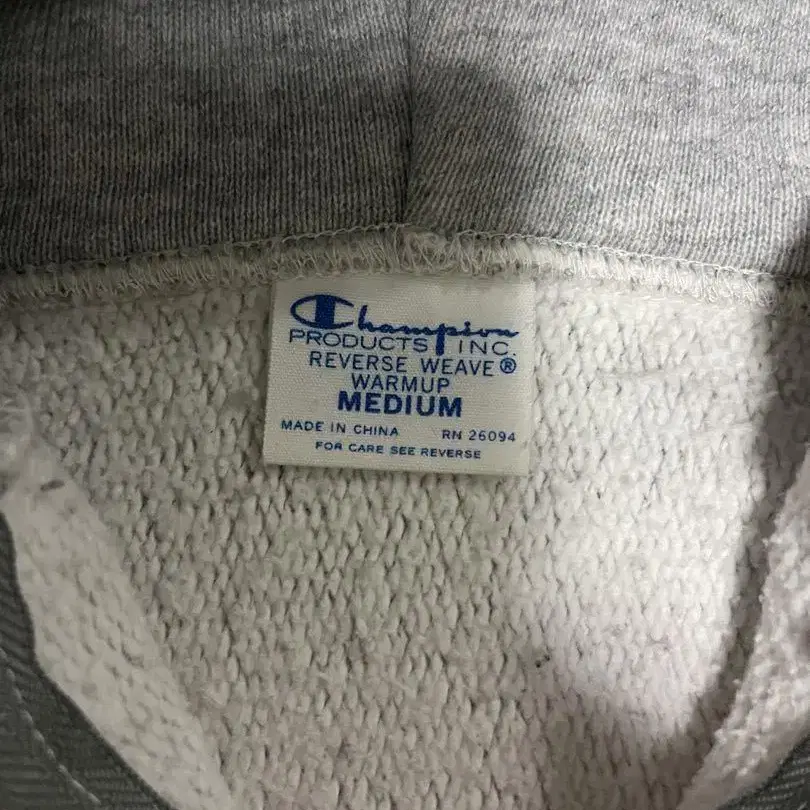 Champion
PRODUCTS INC.
REVERSE WEAVE®
WARMUP
MEDIUM
MADE IN CHINA RN 26094
FOR CARE SEE REVERSE